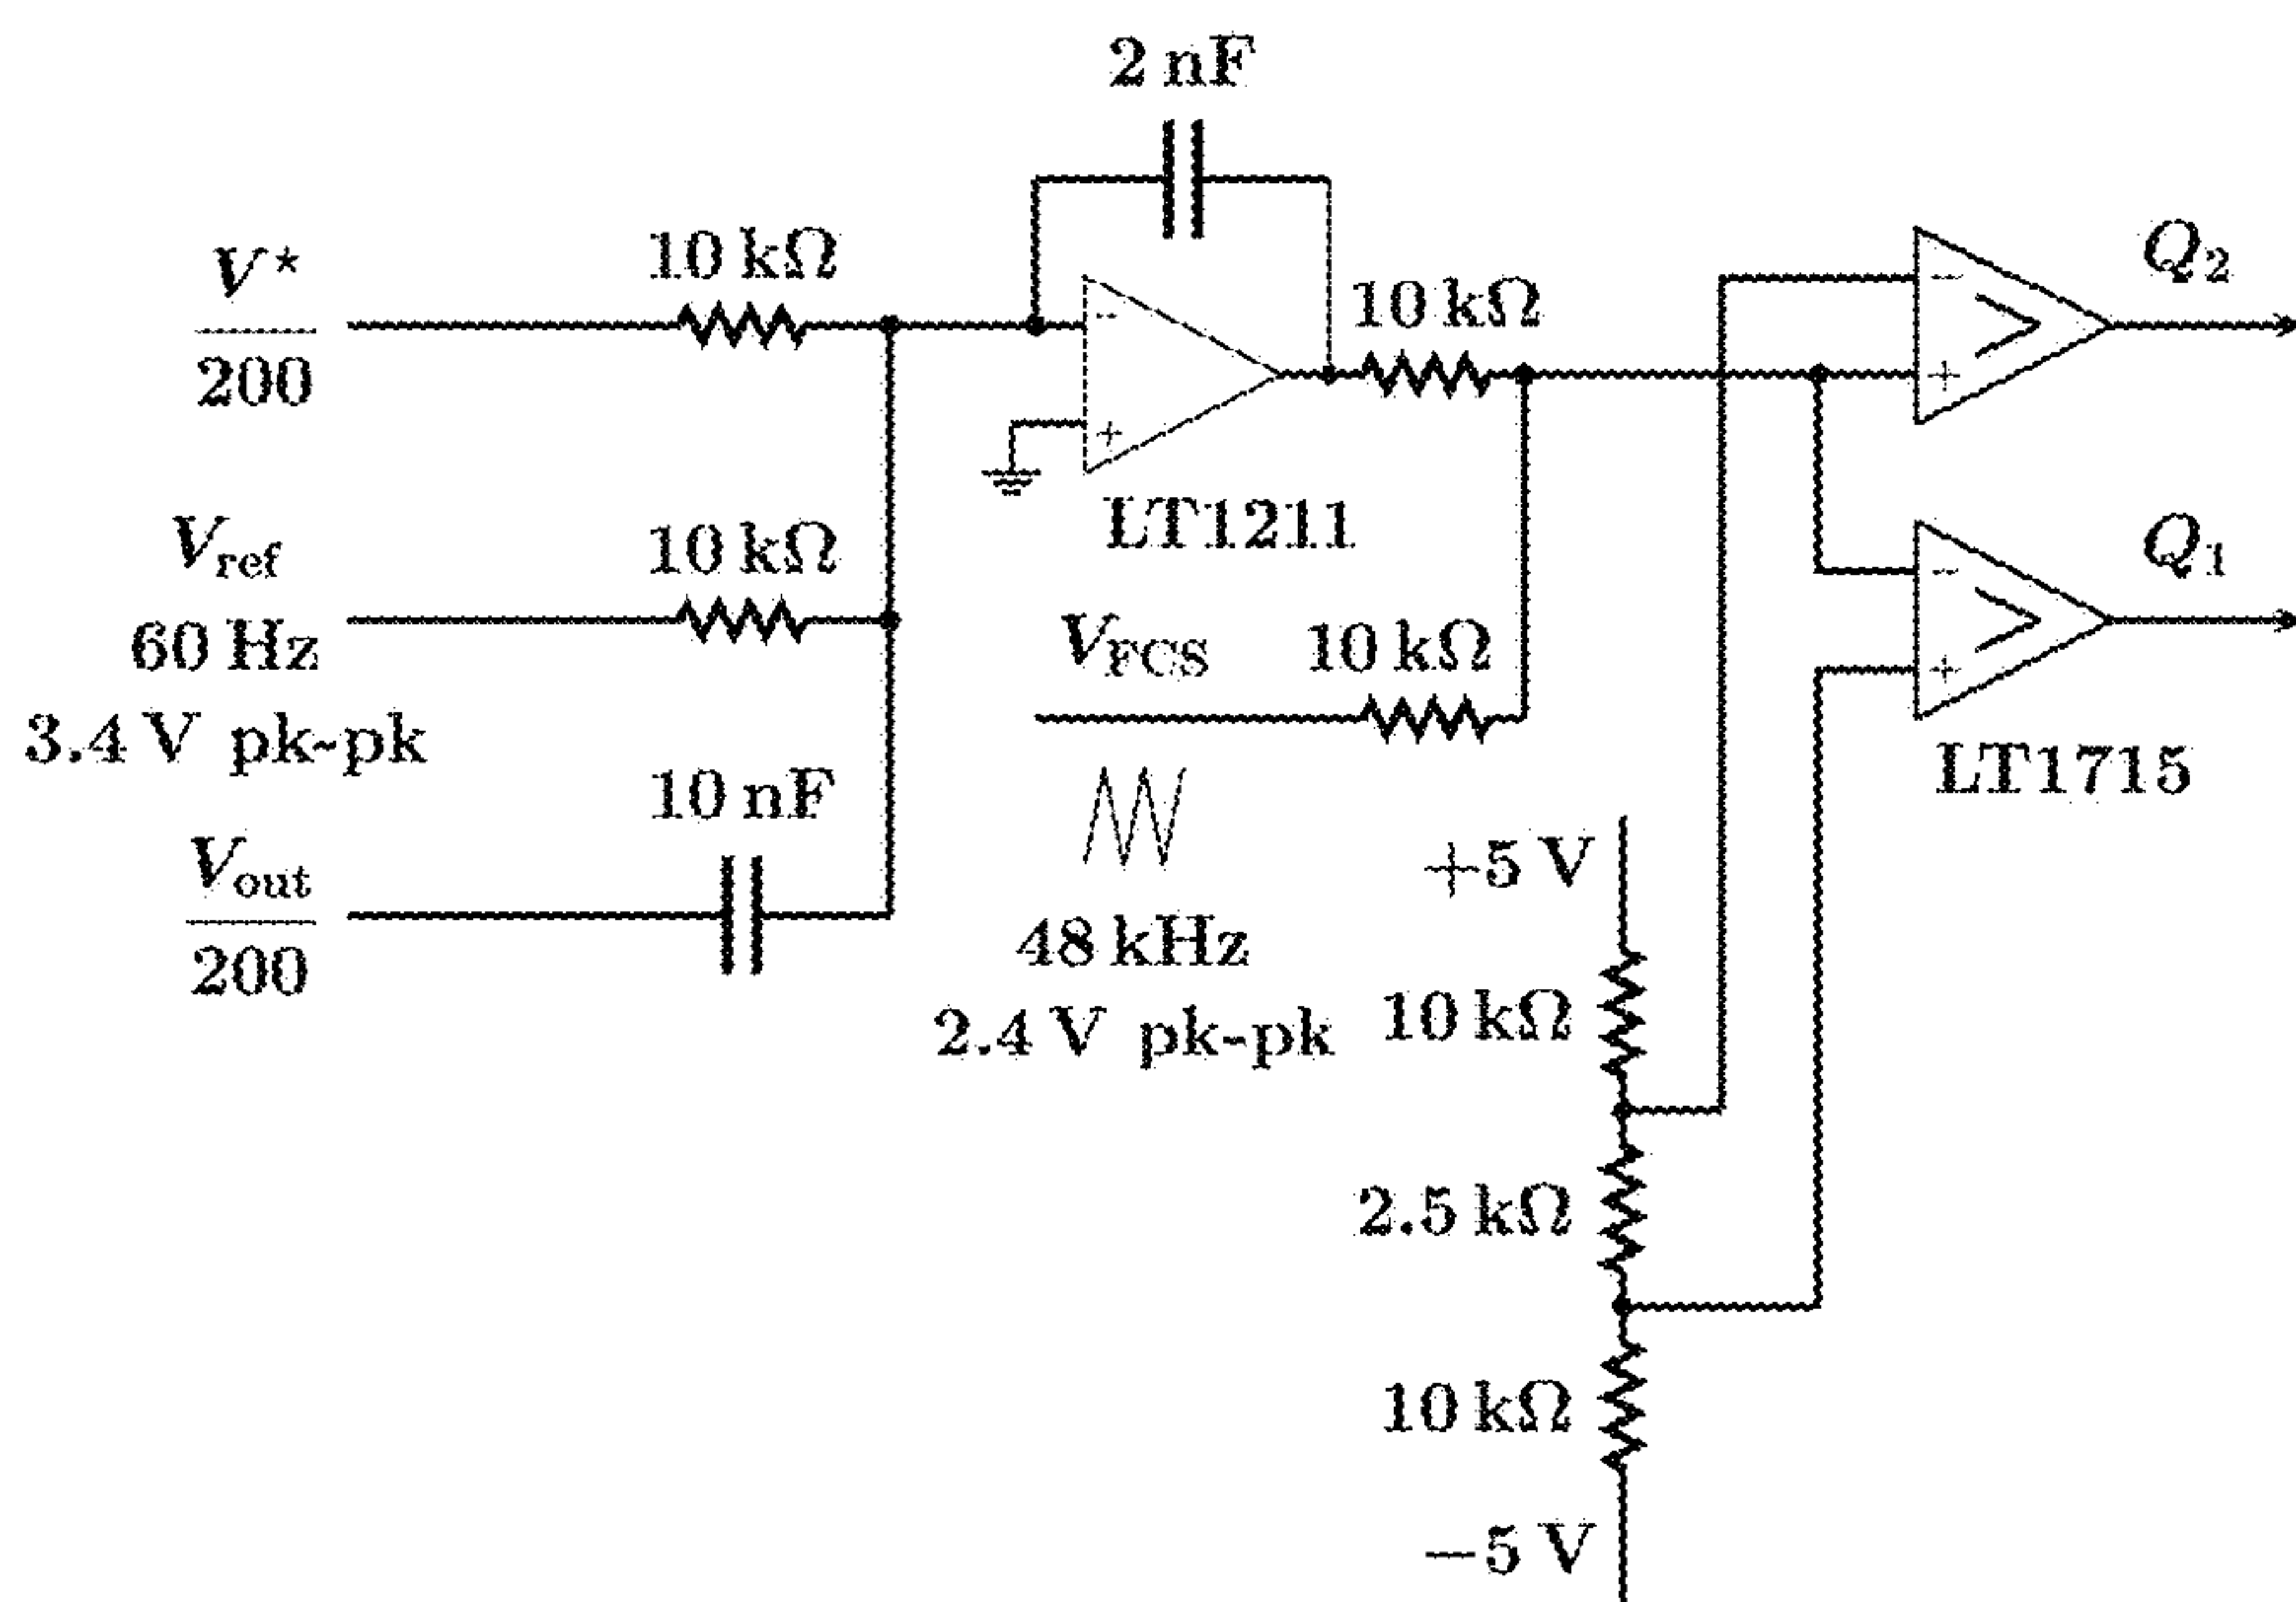 2 nF
V*
200
10 kΩ
-
+
LT1211
10 kΩ
-
+
Q2
Vref
60 Hz
3.4 V pk-pk
10 kΩ
VFCS
10 kΩ
-
+
Q1
LT1715
Vout
200
10 nF
48 kHz
2.4 V pk-pk
+5 V
10 kΩ
2.5 kΩ
10 kΩ
−5 V